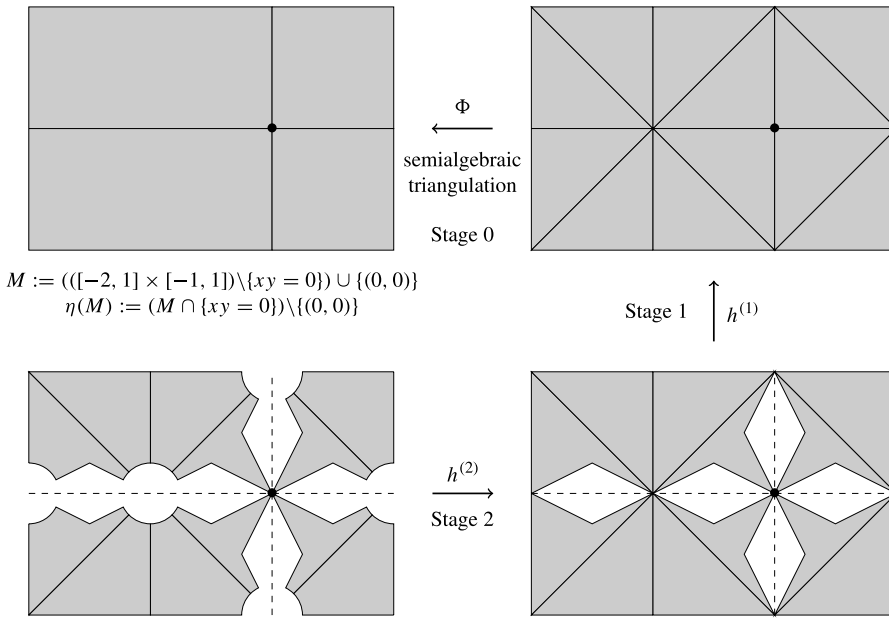 Φ
semialgebraic
triangulation
Stage 0
M := (([−2, 1] × [−1, 1])\{xy = 0}) ∪ {(0, 0)}
η(M) := (M ∩ {xy = 0})\{(0, 0)}
Stage 1 h⁽¹⁾
h⁽²⁾
Stage 2